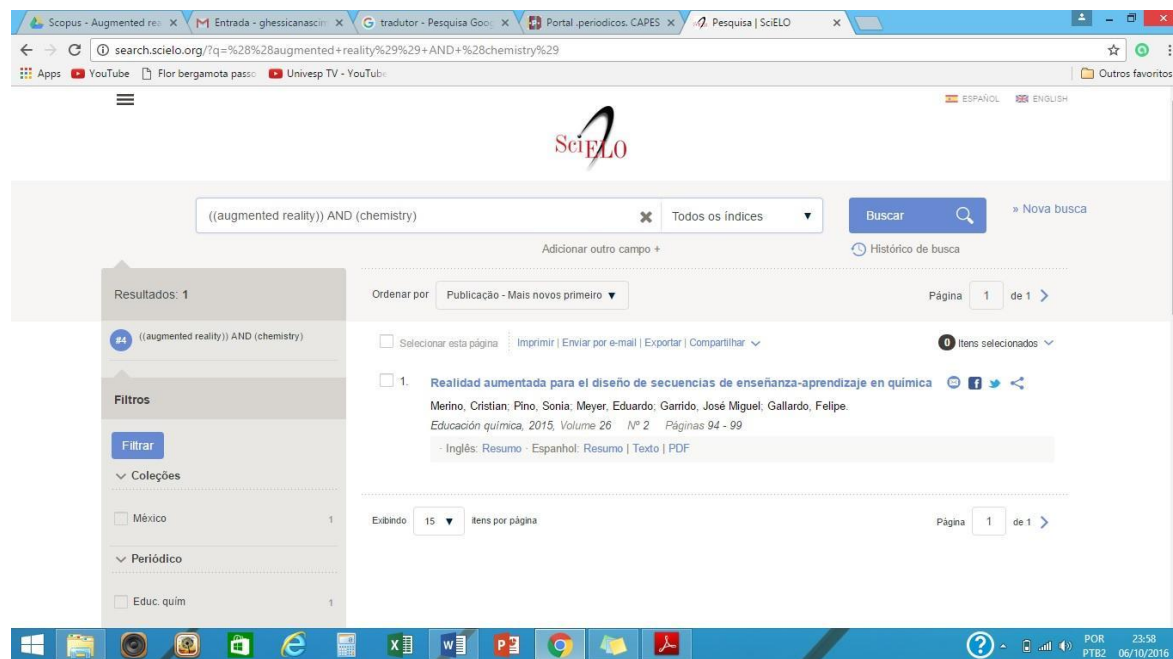 Scopus - Augmented rea
Entrada - ghessicanascim
tradutor - Pesquisa Goog
Portal .periodicos. CAPES
Pesquisa | SciELO
search.scielo.org/?q=%28%28augmented+reality%29%29+AND+%28chemistry%29
Apps YouTube Flor bergamota passo Univesp TV - YouTube Outros favoritos
ESPAÑOL ENGLISH
SciELO
((augmented reality)) AND (chemistry) Todos os índices Buscar » Nova busca
Adicionar outro campo + Histórico de busca
Resultados: 1 Ordenar por Publicação - Mais novos primeiro Página 1 de 1
#4 ((augmented reality)) AND (chemistry)
Selecionar esta página Imprimir | Enviar por e-mail | Exportar | Compartilhar 0 Itens selecionados
1. Realidad aumentada para el diseño de secuencias de enseñanza-aprendizaje en química
Filtros
Merino, Cristian; Pino, Sonia; Meyer, Eduardo; Garrido, José Miguel; Gallardo, Felipe.
Educación química, 2015, Volume 26 Nº 2 Páginas 94 - 99
Filtrar
· Inglês: Resumo · Espanhol: Resumo | Texto | PDF
Coleções
México 1
Exibindo 15 itens por página Página 1 de 1
Periódico
Educ. quím 1
POR 23:58
PTB2 06/10/2016